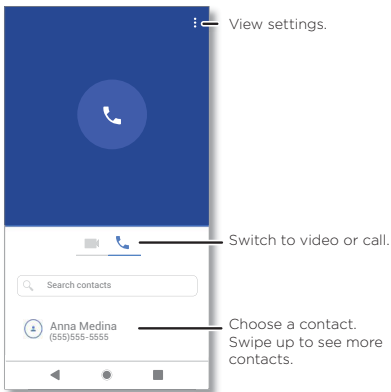 View settings.
Switch to video or call.
Search contacts
Anna Medina
(555)555-5555
Choose a contact.
Swipe up to see more
contacts.